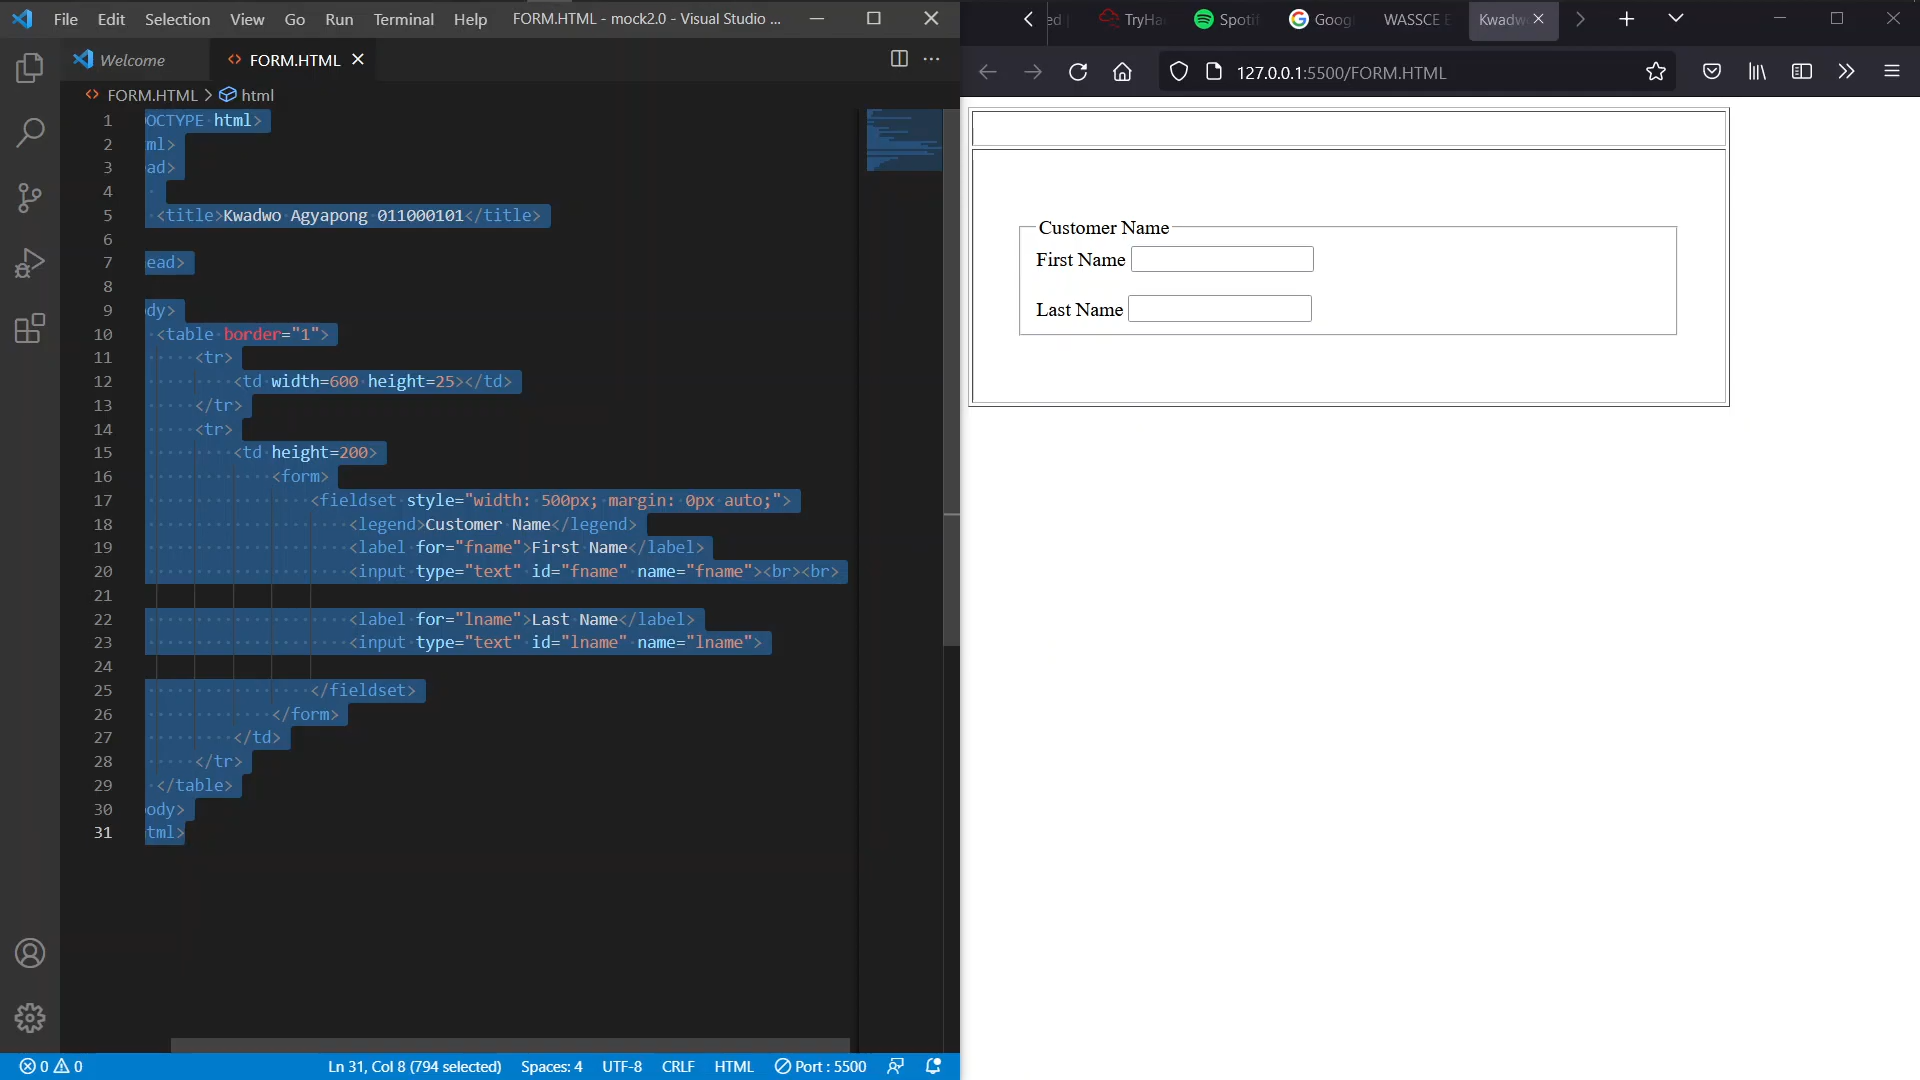 File Edit Selection View Go Run Terminal Help FORM.HTML - mock2.0 - Visual Studio ...
Welcome FORM.HTML
FORM.HTML > html
1 OCTYPE html>
2 ml>
3 ad>
4
5 <title>Kwadwo Agyapong 011000101</title>
6
7 ead>
8
9 dy>
10 <table border="1">
11 <tr>
12 <td width=600 height=25></td>
13 </tr>
14 <tr>
15 <td height=200>
16 <form>
17 <fieldset style="width: 500px; margin: 0px auto;">
18 <legend>Customer Name</legend>
19 <label for="fname">First Name</label>
20 <input type="text" id="fname" name="fname"><br><br>
21
22 <label for="lname">Last Name</label>
23 <input type="text" id="lname" name="lname">
24
25 </fieldset>
26 </form>
27 </td>
28 </tr>
29 </table>
30 ody>
31 tml>
0 0 Ln 31, Col 8 (794 selected) Spaces: 4 UTF-8 CRLF HTML Port : 5500
ed TryHa Spoti Goog WASSCE E Kwadw
127.0.0.1:5500/FORM.HTML
Customer Name
First Name
Last Name